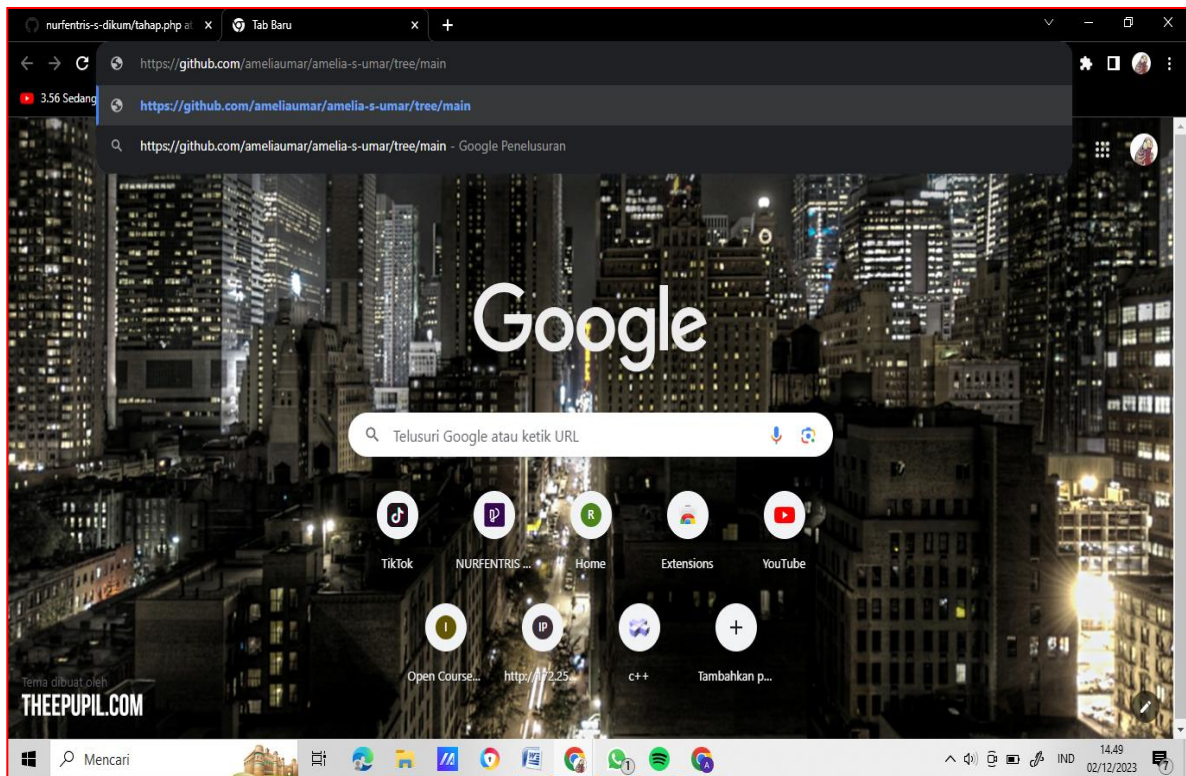 nurfentris-s-dikum/tahap.php at
Tab Baru
https://github.com/ameliaumar/amelia-s-umar/tree/main
3.56 Sedang
https://github.com/ameliaumar/amelia-s-umar/tree/main
https://github.com/ameliaumar/amelia-s-umar/tree/main - Google Penelusuran
Google
Telusuri Google atau ketik URL
TikTok
NURFENTRIS ...
R
Home
Extensions
YouTube
I
Open Course...
IP
http://172.25...
c++
Tambahkan p...
Tema dibuat oleh
THEEPUPIL.COM
Mencari
IND
14.49
02/12/2023